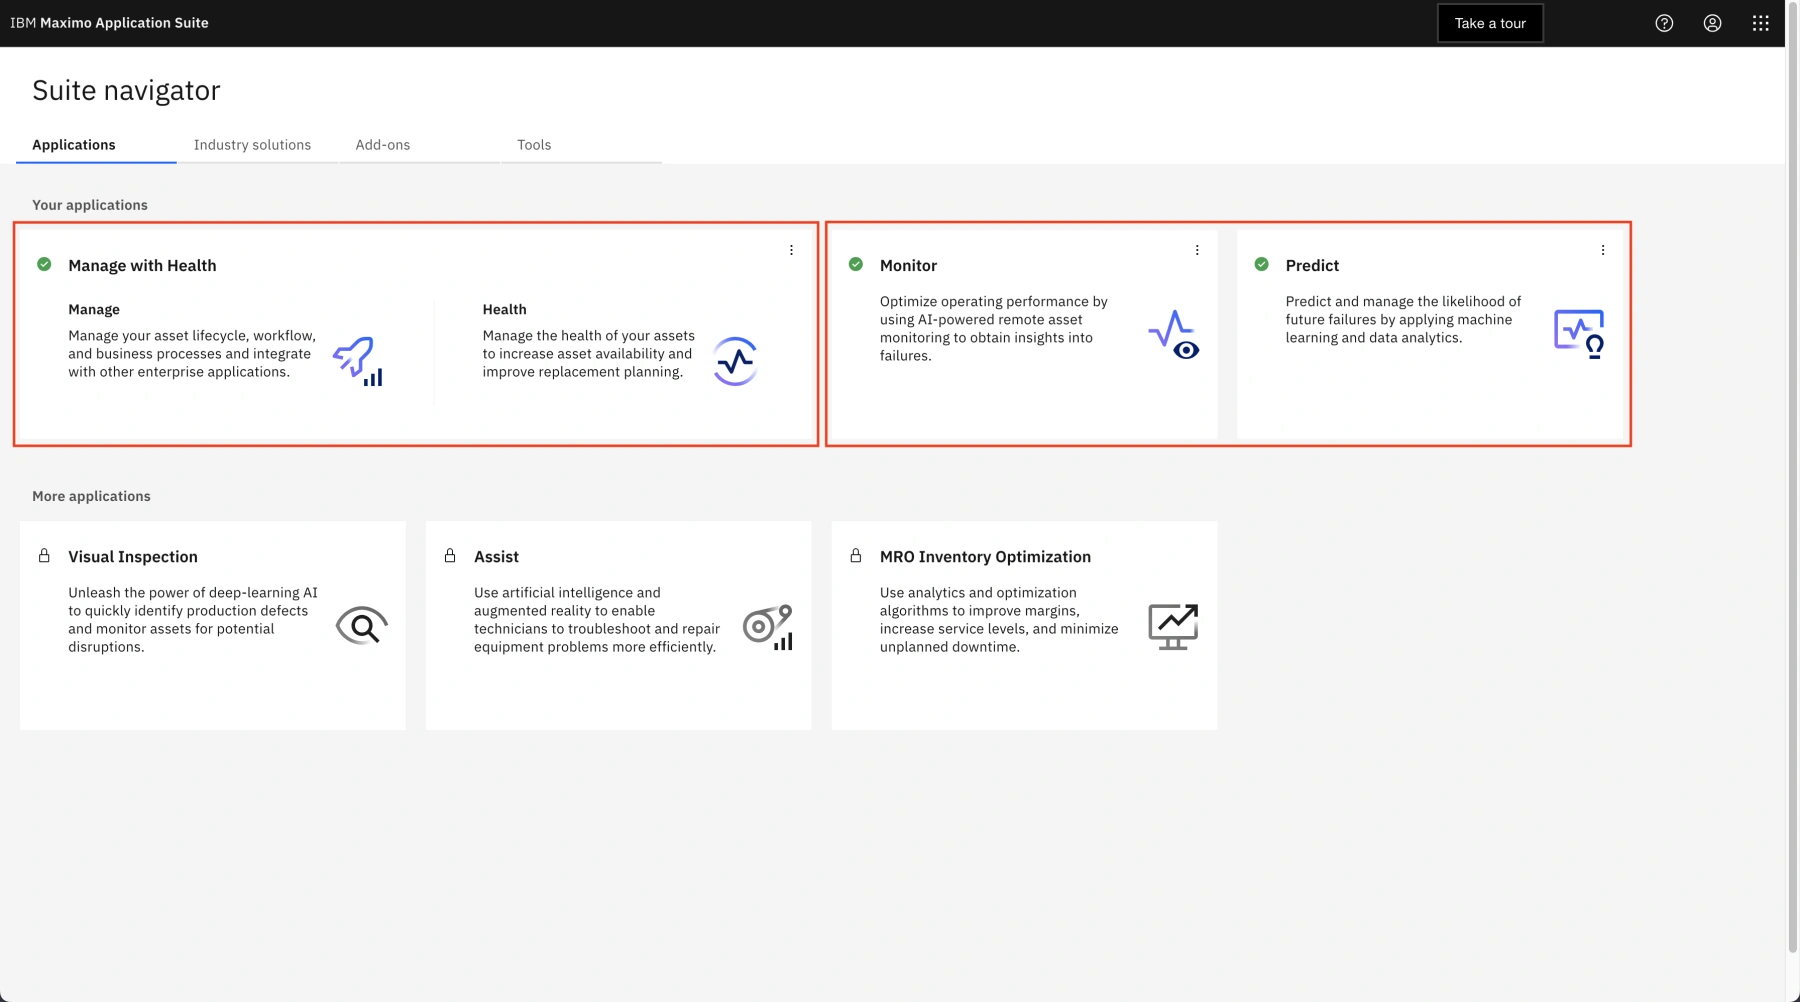 IBM Maximo Application Suite
Take a tour
Suite navigator
Applications
Industry solutions
Add-ons
Tools
Your applications
Manage with Health
Manage
Manage your asset lifecycle, workflow,
and business processes and integrate
with other enterprise applications.
Health
Manage the health of your assets
to increase asset availability and
improve replacement planning.
Monitor
Optimize operating performance by
using AI-powered remote asset
monitoring to obtain insights into
failures.
Predict
Predict and manage the likelihood of
future failures by applying machine
learning and data analytics.
More applications
Visual Inspection
Unleash the power of deep-learning AI
to quickly identify production defects
and monitor assets for potential
disruptions.
Assist
Use artificial intelligence and
augmented reality to enable
technicians to troubleshoot and repair
equipment problems more efficiently.
MRO Inventory Optimization
Use analytics and optimization
algorithms to improve margins,
increase service levels, and minimize
unplanned downtime.